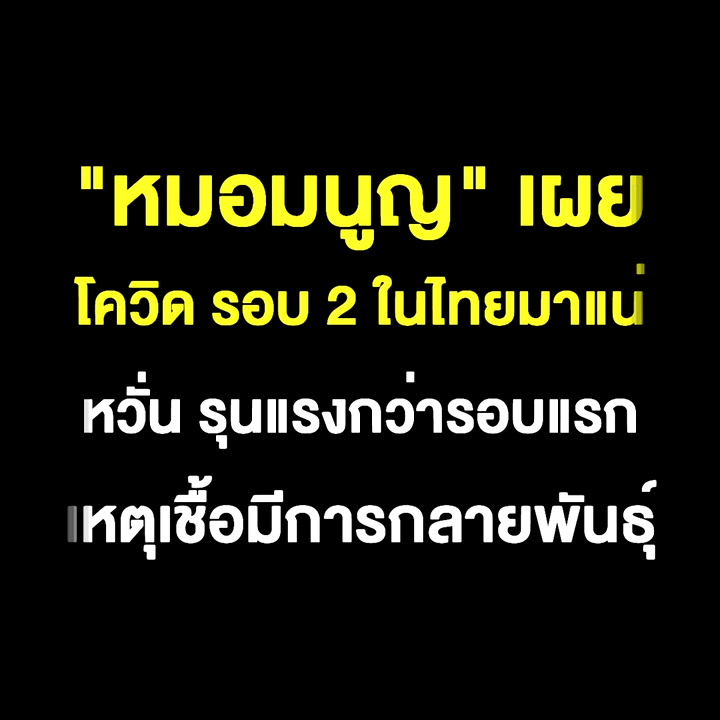 "หมอมนูญ" เผย
โควิด รอบ 2 ในไทยมาแน่
หวั่น รุนแรงกว่ารอบแรก
เหตุเชื้อมีการกลายพันธุ์